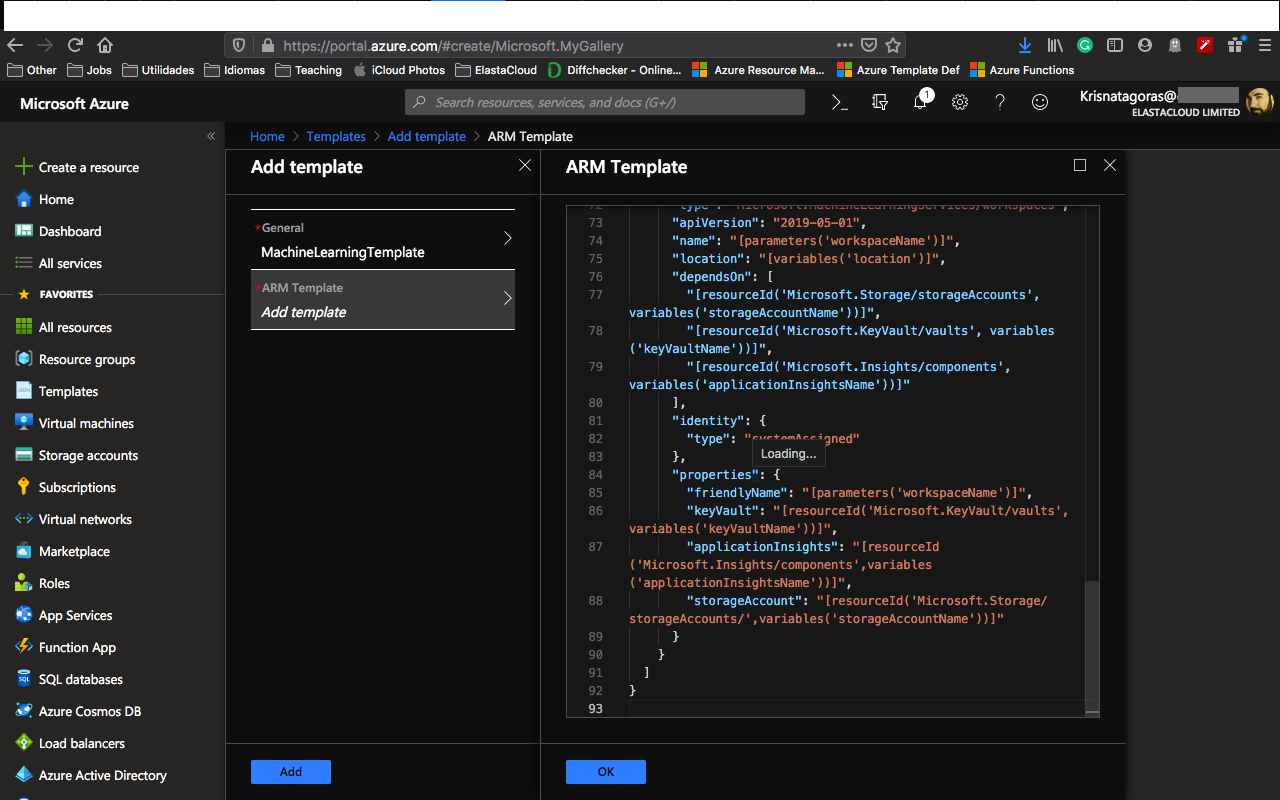 https://portal.azure.com/#create/Microsoft.MyGallery
Other Jobs Utilidades Idiomas Teaching iCloud Photos ElastaCloud Diffchecker - Online... Azure Resource Ma... Azure Template Def Azure Functions
Microsoft Azure
Search resources, services, and docs (G+/)
1
Krisnatagoras@
ELASTACLOUD LIMITED
«
Create a resource
Home
Dashboard
All services
FAVORITES
All resources
Resource groups
Templates
Virtual machines
Storage accounts
Subscriptions
Virtual networks
Marketplace
Roles
App Services
Function App
SQL databases
Azure Cosmos DB
Load balancers
Azure Active Directory
Home > Templates > Add template > ARM Template
Add template
*General
MachineLearningTemplate
*ARM Template
Add template
Add
ARM Template
72 "type": "Microsoft.MachineLearningServices/workspaces",
73 "apiVersion": "2019-05-01",
74 "name": "[parameters('workspaceName')]",
75 "location": "[variables('location')]",
76 "dependsOn": [
77 "[resourceId('Microsoft.Storage/storageAccounts',
variables('storageAccountName'))]",
78 "[resourceId('Microsoft.KeyVault/vaults', variables
('keyVaultName'))]",
79 "[resourceId('Microsoft.Insights/components',
variables('applicationInsightsName'))]"
80 ],
81 "identity": {
82 "type": "systemAssigned"
Loading...
83 },
84 "properties": {
85 "friendlyName": "[parameters('workspaceName')]",
86 "keyVault": "[resourceId('Microsoft.KeyVault/vaults',
variables('keyVaultName'))]",
87 "applicationInsights": "[resourceId
('Microsoft.Insights/components',variables
('applicationInsightsName'))]",
88 "storageAccount": "[resourceId('Microsoft.Storage/
storageAccounts/',variables('storageAccountName'))]"
89 }
90 }
91 ]
92 }
93
OK